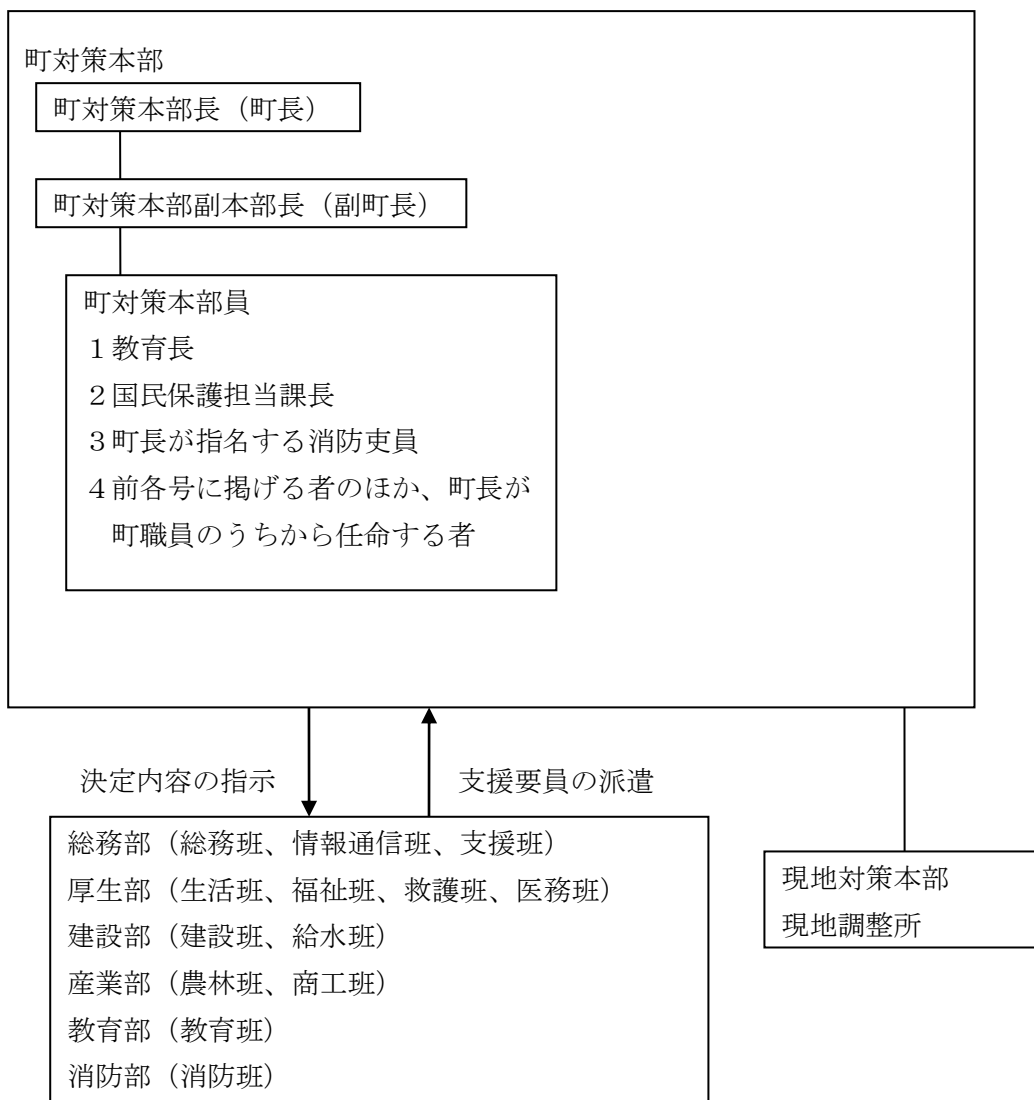 町対策本部
町対策本部長（町長）
町対策本部副本部長（副町長）
町対策本部員
１教育長
２国民保護担当課長
３町長が指名する消防吏員
４前各号に掲げる者のほか、町長が
町職員のうちから任命する者
決定内容の指示
支援要員の派遣
総務部（総務班、情報通信班、支援班）
厚生部（生活班、福祉班、救護班、医務班）
建設部（建設班、給水班）
産業部（農林班、商工班）
教育部（教育班）
消防部（消防班）
現地対策本部
現地調整所